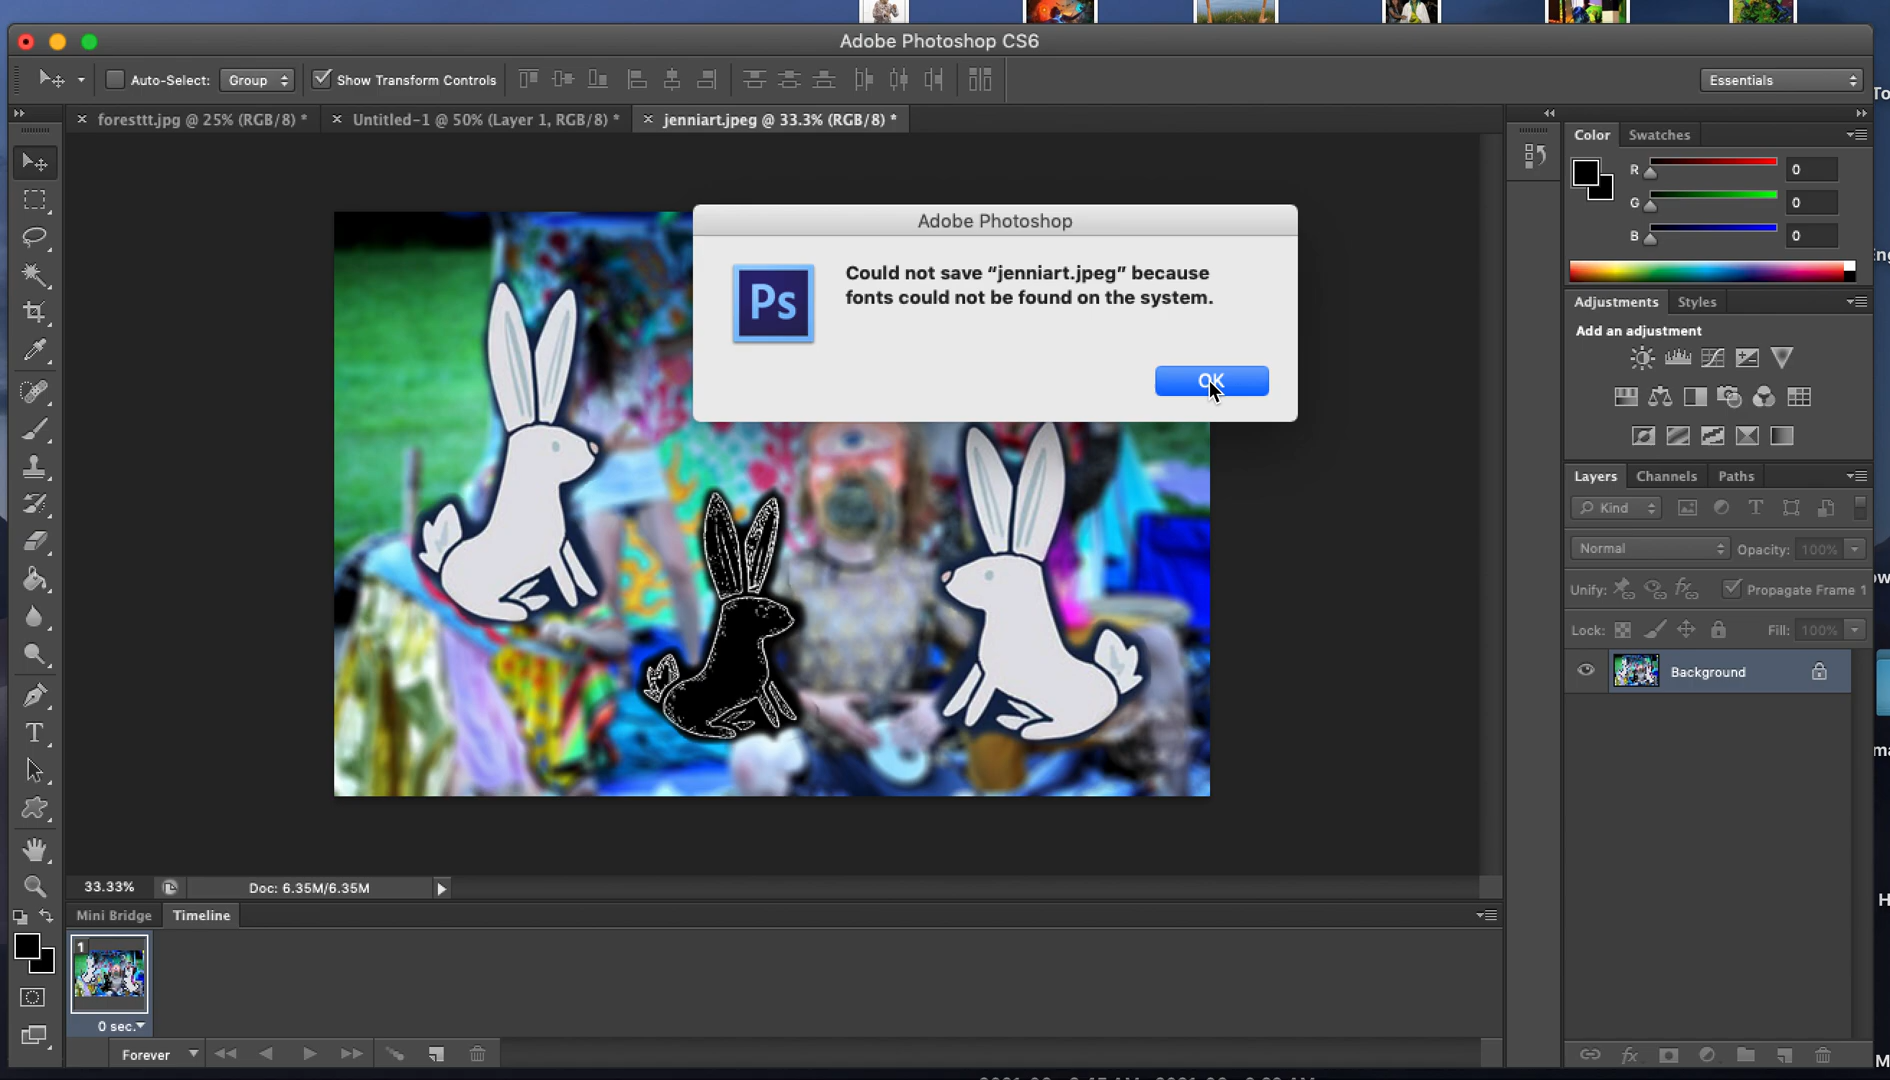 Adobe Photoshop CS6
Auto-Select: Group Show Transform Controls Essentials
foresttt.jpg @ 25% (RGB/8) * Untitled-1 @ 50% (Layer 1, RGB/8) * jenniart.jpeg @ 33.3% (RGB/8) *
Adobe Photoshop
Ps
Could not save “jenniart.jpeg” because
fonts could not be found on the system.
OK
Color Swatches
R 0
G 0
B 0
Adjustments Styles
Add an adjustment
Layers Channels Paths
Kind
Normal Opacity: 100%
Unify: Propagate Frame 1
Lock: Fill: 100%
Background
33.33% Doc: 6.35M/6.35M
Mini Bridge Timeline
1
0 sec.
Forever